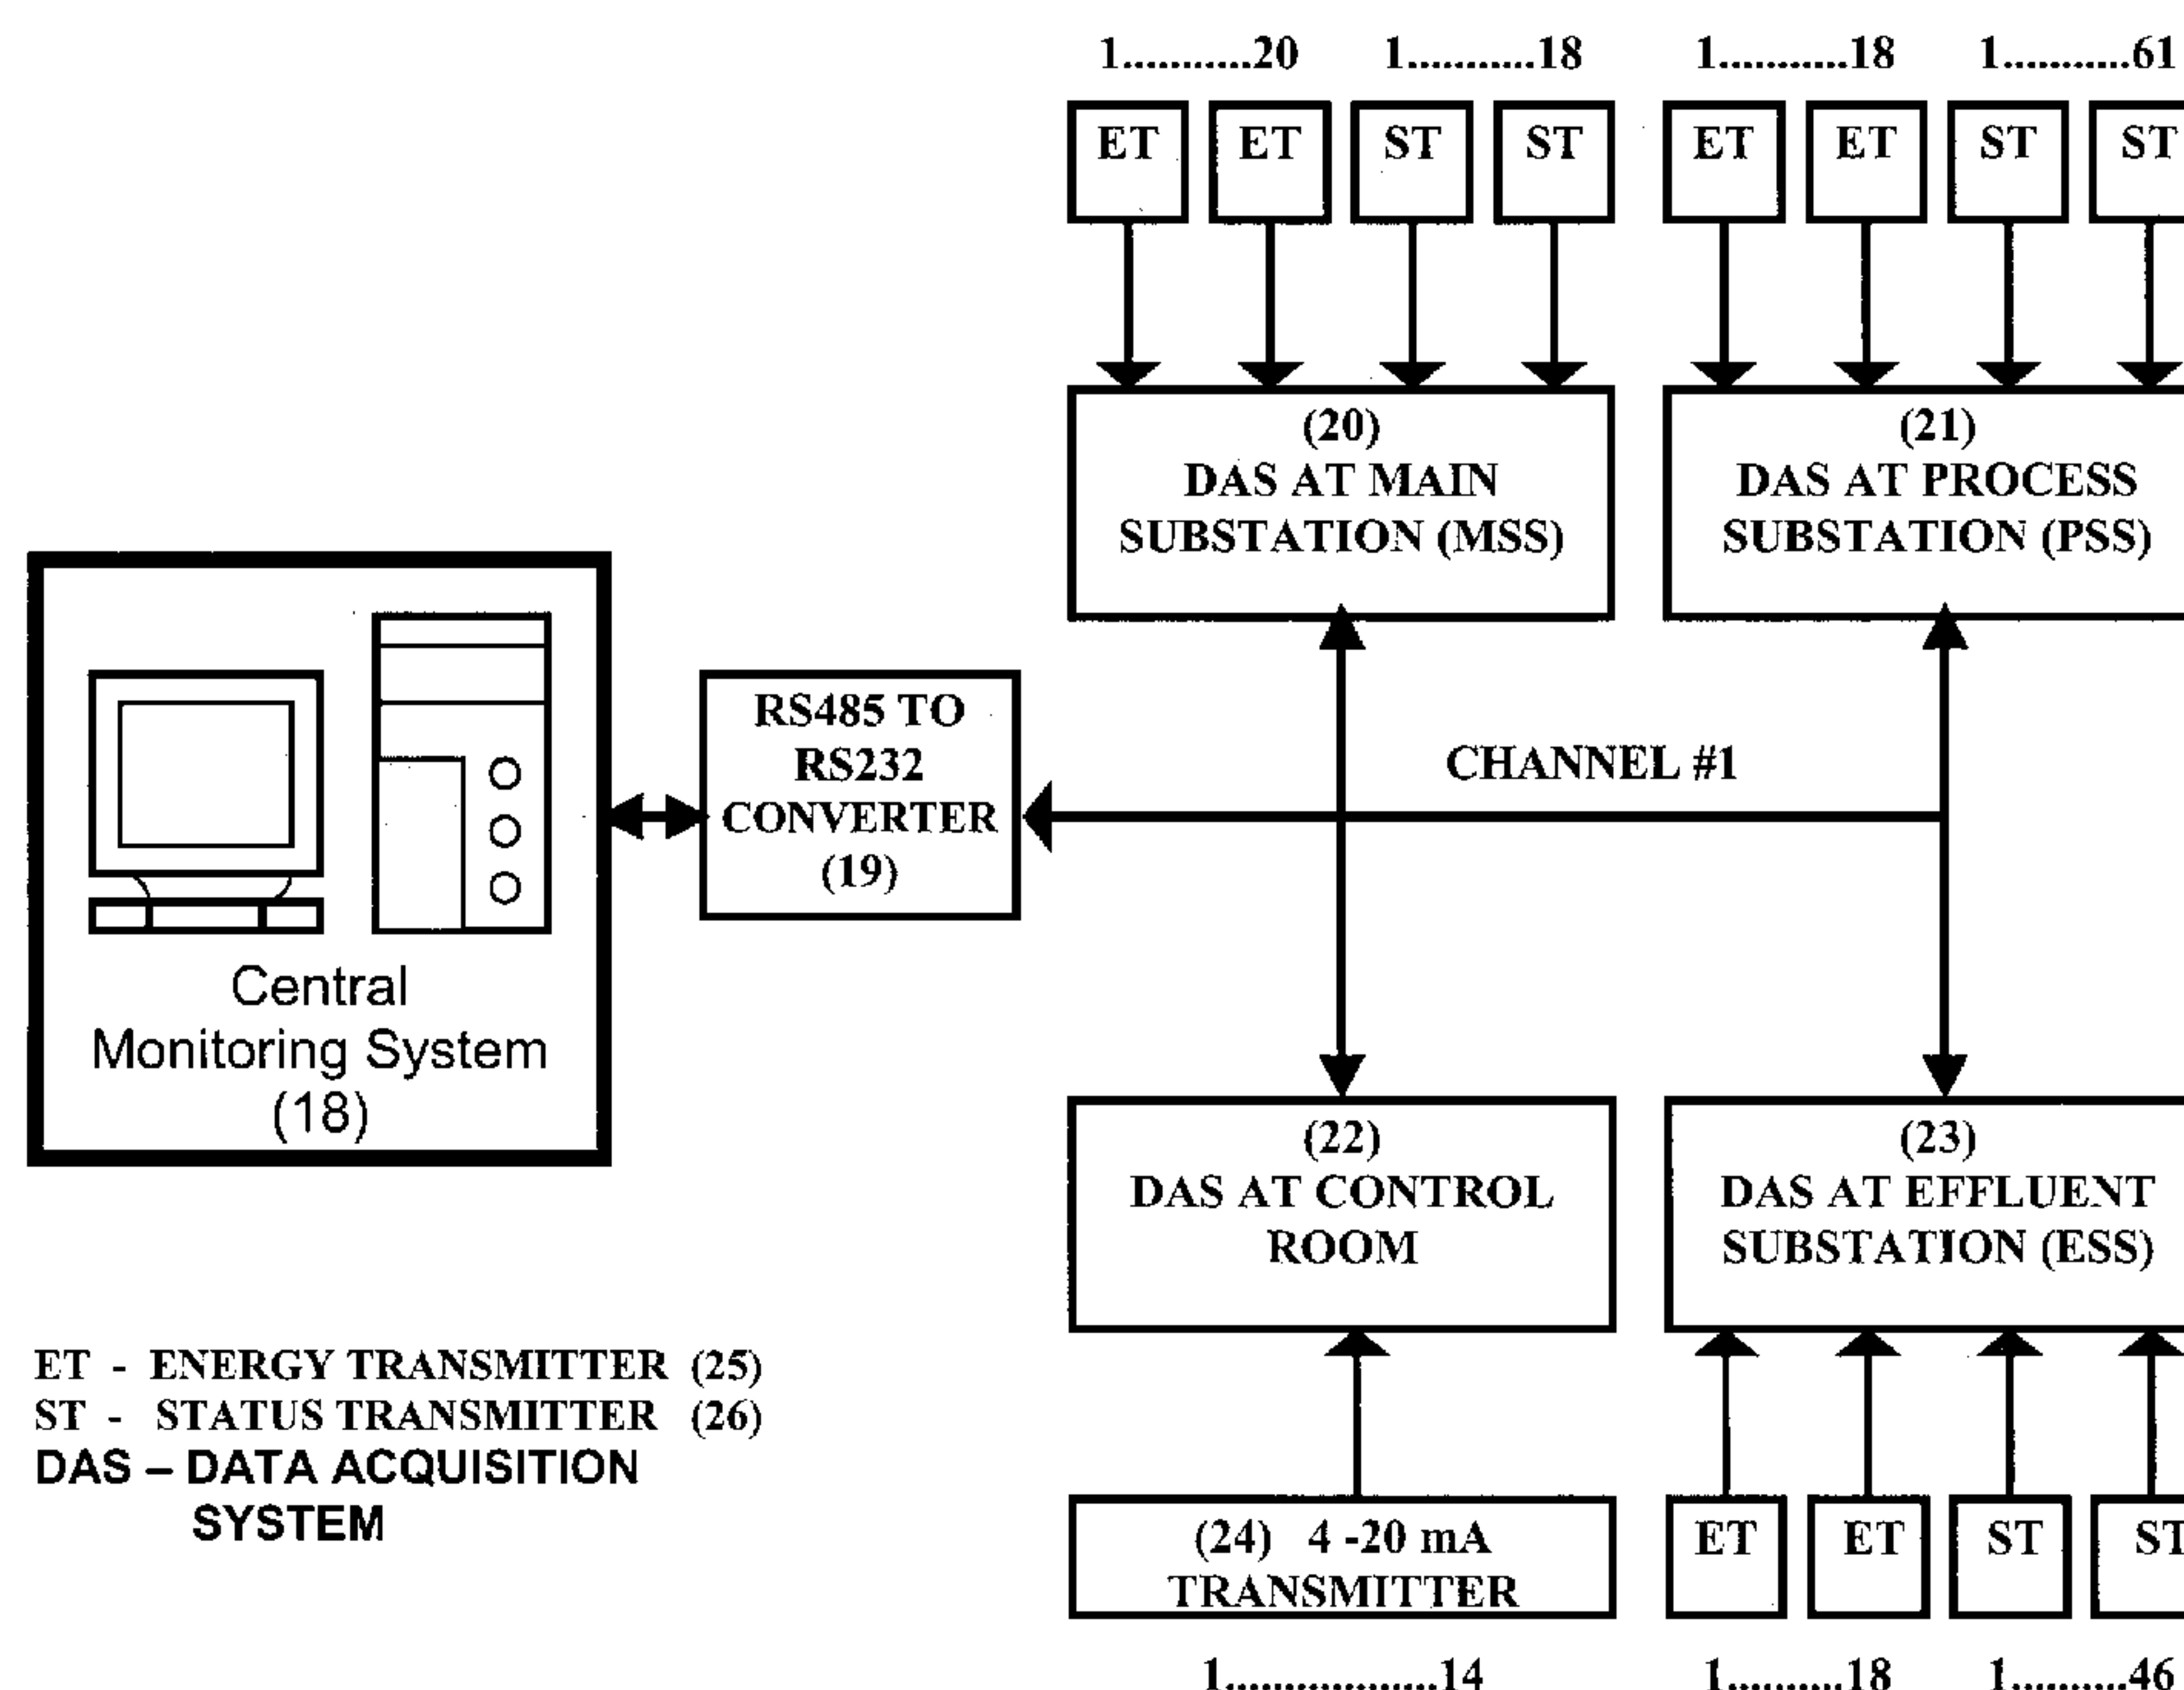 1...........20 1...........18 1...........18 1...........61
ET ET ST ST ET ET ST ST
(20)
DAS AT MAIN
SUBSTATION (MSS)
(21)
DAS AT PROCESS
SUBSTATION (PSS)
RS485 TO
RS232
CONVERTER
(19)
CHANNEL #1
Central
Monitoring System
(18)
(22)
DAS AT CONTROL
ROOM
(23)
DAS AT EFFLUENT
SUBSTATION (ESS)
ET - ENERGY TRANSMITTER (25)
ST - STATUS TRANSMITTER (26)
DAS – DATA ACQUISITION
SYSTEM
(24) 4 -20 mA
TRANSMITTER
ET ET ST ST
1..................14 1..........18 1..........46